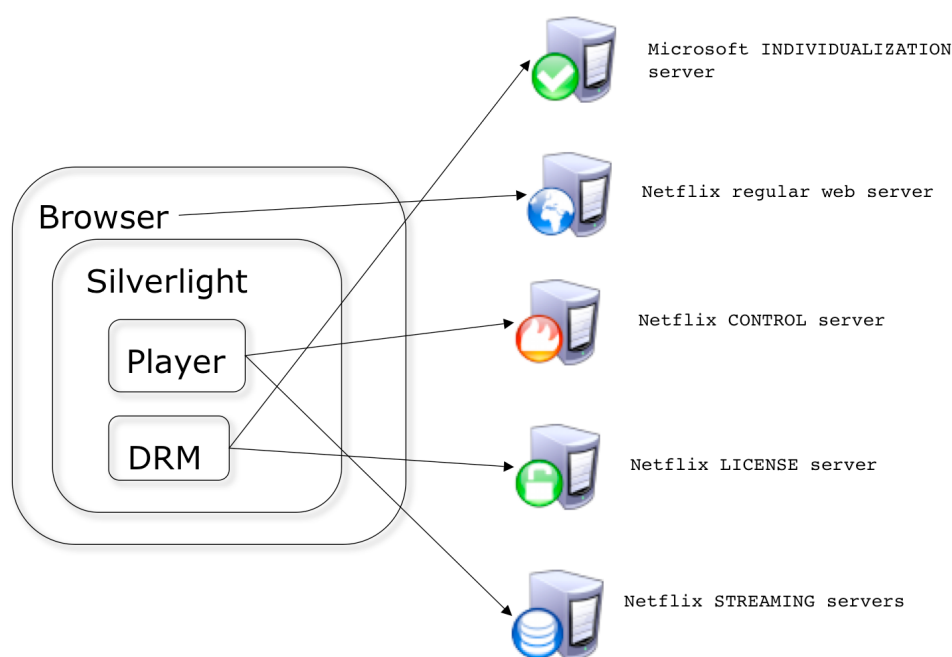 Microsoft INDIVIDUALIZATION
server
Netflix regular web server
Browser
Silverlight
Netflix CONTROL server
Player
DRM
Netflix LICENSE server
Netflix STREAMING servers